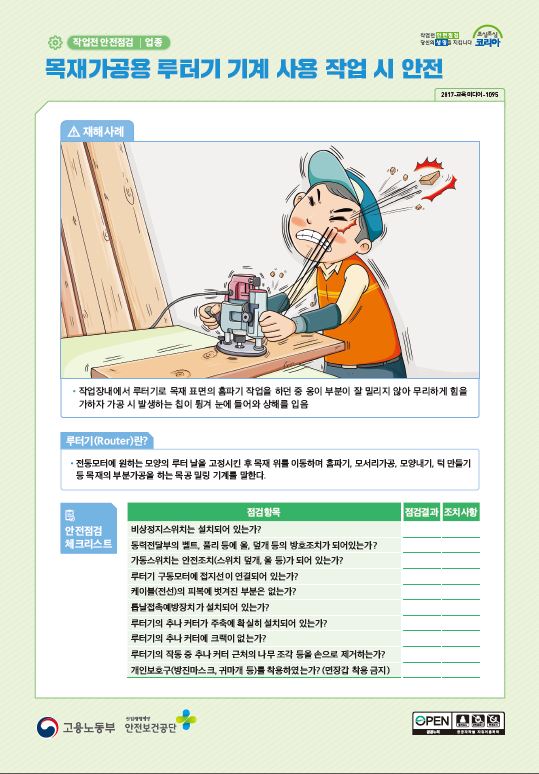 작업전 안전점검 | 업종
작업전 안전점검
당신의 생명을 지킵니다
코리아
목재가공용 루터기 기계 사용 작업 시 안전
2017-교육미디어-1095
재해사례
· 작업장내에서 루터기로 목재 표면의 홈파기 작업을 하던 중 옹이 부분이 잘 밀리지 않아 무리하게 힘을
가하자 가공 시 발생하는 칩이 튕겨 눈에 들어와 상해를 입음
루터기(Router)란?
· 전동모터에 원하는 모양의 루터 날을 고정시킨 후 목재 위를 이동하며 홈파기, 모서리가공, 모양내기, 턱 만들기
등 목재의 부분가공을 하는 목공 밀링 기계를 말한다.
안전점검
체크리스트
점검항목 점검결과 조치사항
비상정지스위치는 설치되어 있는가?
동력전달부의 벨트, 풀리 등에 울, 덮개 등의 방호조치가 되어있는가?
가동스위치는 안전조치(스위치 덮개, 울 등)가 되어 있는가?
루터기 구동모터에 접지선이 연결되어 있는가?
케이블(전선)의 피복에 벗겨진 부분은 없는가?
톱날접촉예방장치가 설치되어 있는가?
루터기의 추나 커터가 주축에 확실히 설치되어 있는가?
루터기의 추나 커터에 크랙이 없는가?
루터기의 작동 중 추나 커터 근처의 나무 조각 등을 손으로 제거하는가?
개인보호구(방진마스크, 귀마개 등)를 착용하였는가? (면장갑 착용 금지)
고용노동부
산업재해예방
안전보건공단
OPEN
공공누리